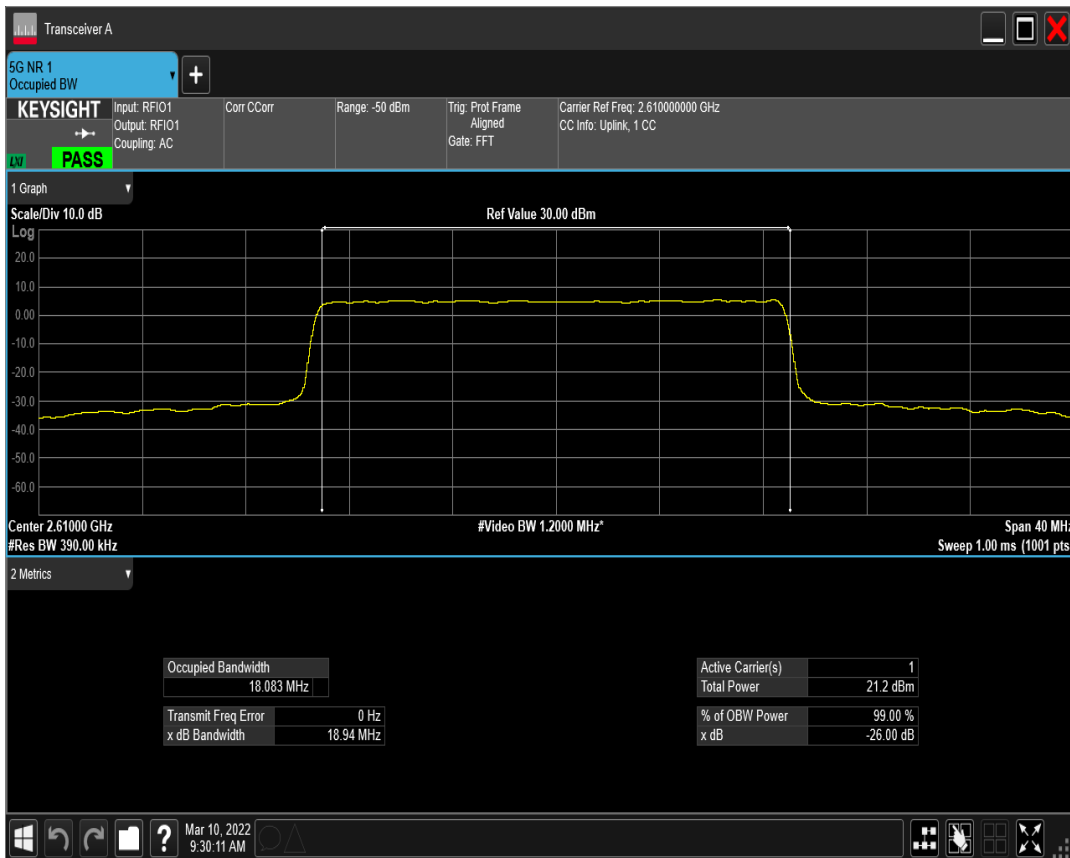 Transceiver A
5G NR 1
Occupied BW
+
KEYSIGHT
LXI
PASS
Input: RFIO1
Output: RFIO1
Coupling: AC
Corr CCorr
Range: -50 dBm
Trig: Prot Frame
Aligned
Gate: FFT
Carrier Ref Freq: 2.610000000 GHz
CC Info: Uplink, 1 CC
1 Graph
Scale/Div 10.0 dB
Ref Value 30.00 dBm
Log
20.0
10.0
0.00
-10.0
-20.0
-30.0
-40.0
-50.0
-60.0
Center 2.61000 GHz
#Video BW 1.2000 MHz*
Span 40 MHz
#Res BW 390.00 kHz
Sweep 1.00 ms (1001 pts
2 Metrics
Occupied Bandwidth
18.083 MHz
Transmit Freq Error 0 Hz
x dB Bandwidth 18.94 MHz
Active Carrier(s) 1
Total Power 21.2 dBm
% of OBW Power 99.00 %
x dB -26.00 dB
?
Mar 10, 2022
9:30:11 AM